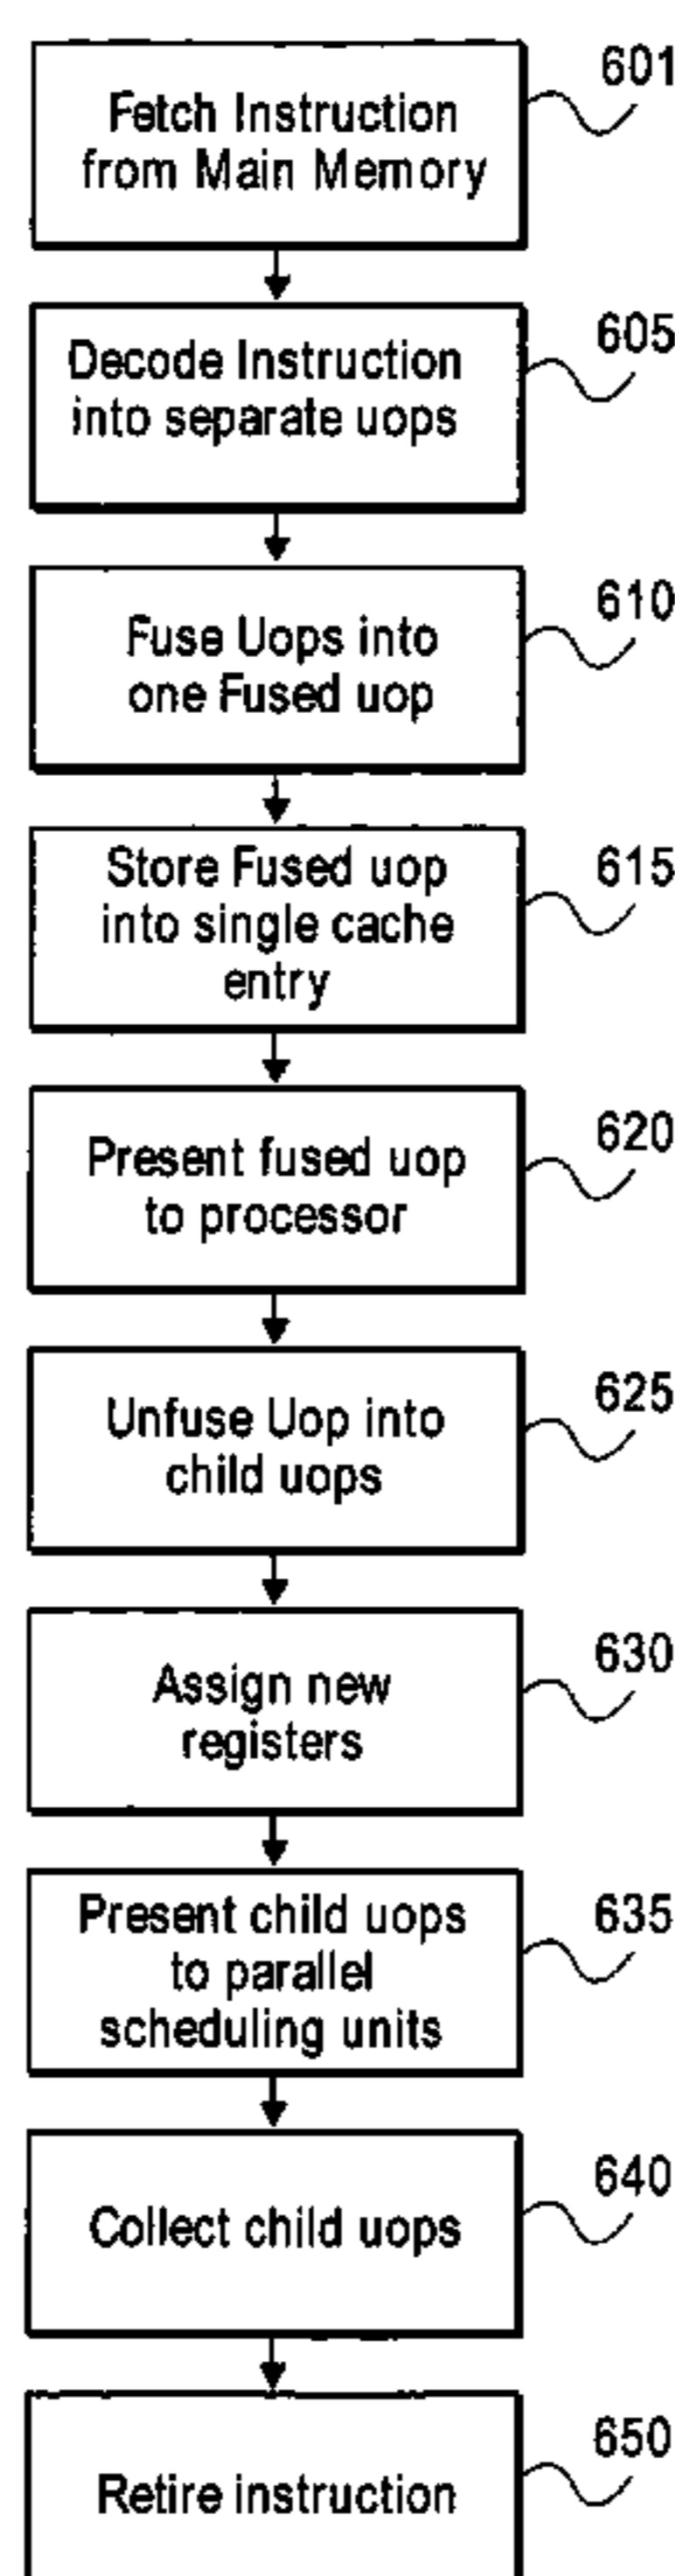 601
Fetch Instruction
from Main Memory
605
Decode Instruction
into separate uops
610
Fuse Uops into
one Fused uop
615
Store Fused uop
into single cache
entry
620
Present fused uop
to processor
625
Unfuse Uop into
child uops
630
Assign new
registers
635
Present child uops
to parallel
scheduling units
640
Collect child uops
650
Retire instruction